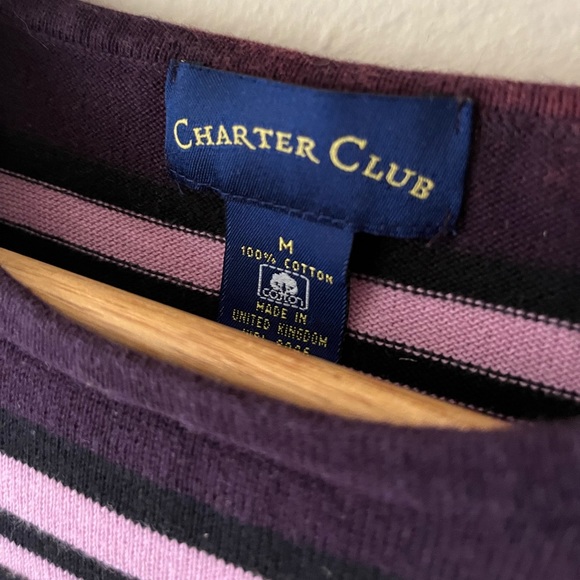 CHARTER CLUB
M
100% COTTON
COTTON
MADE IN
UNITED KINGDOM